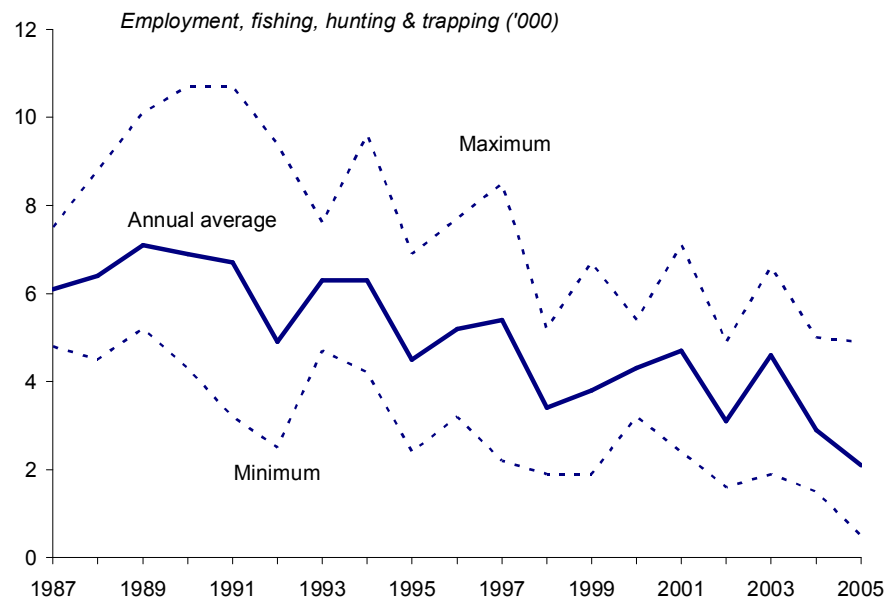 Employment, fishing, hunting & trapping ('000)
12
10
Maximum
8
Annual average
6
4
Minimum
2
0
1987 1989 1991 1993 1995 1997 1999 2001 2003 2005